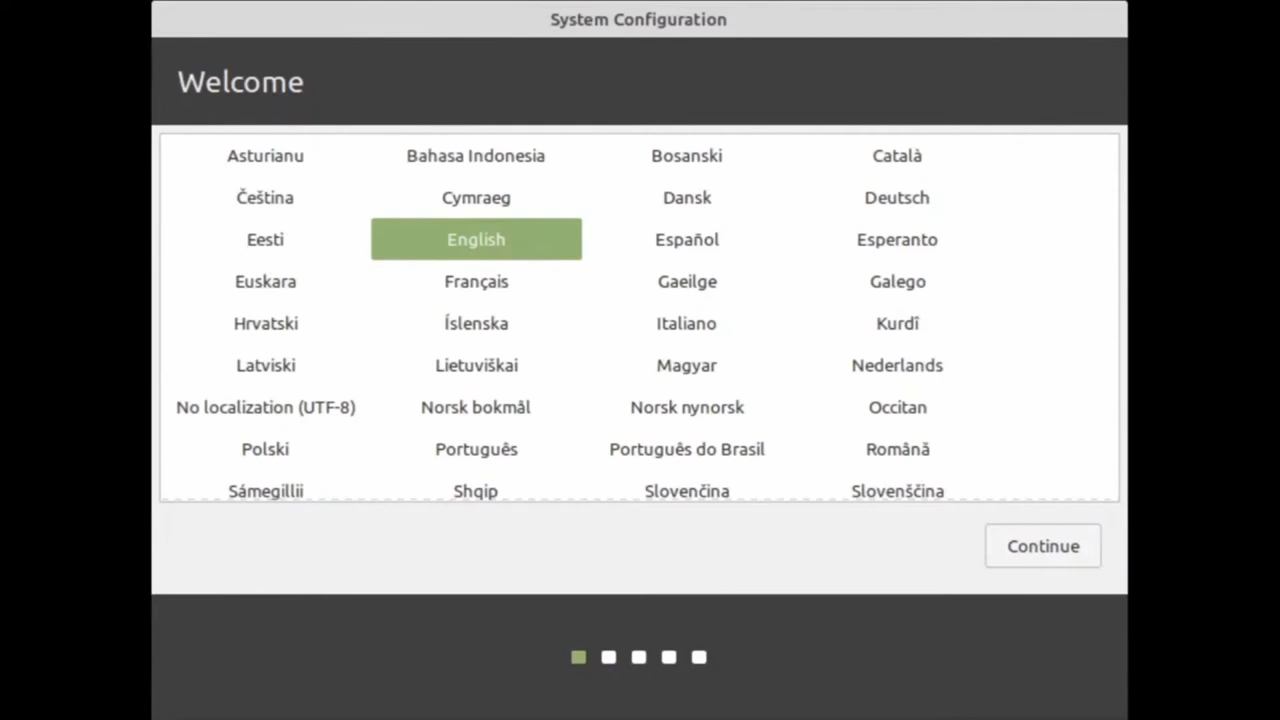 System Configuration
Welcome
Asturianu Bahasa Indonesia Bosanski Català
Čeština Cymraeg Dansk Deutsch
Eesti English Español Esperanto
Euskara Français Gaeilge Galego
Hrvatski Íslenska Italiano Kurdî
Latviski Lietuviškai Magyar Nederlands
No localization (UTF-8) Norsk bokmål Norsk nynorsk Occitan
Polski Português Português do Brasil Română
Sámegillii Shqip Slovenčina Slovenščina
Continue